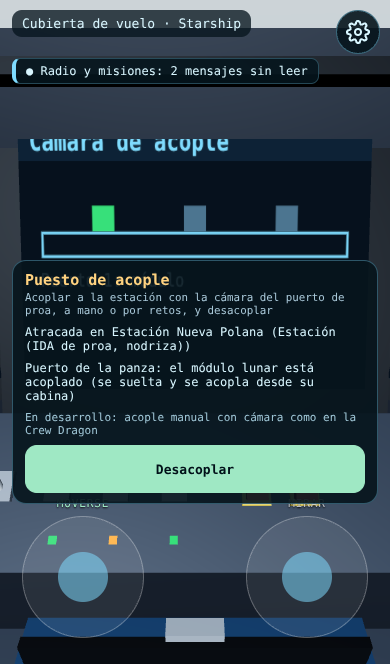 Cubierta de vuelo · Starship
● Radio y misiones: 2 mensajes sin leer
Cámara de acople
Puesto de acople
Acoplar a la estación con la cámara del puerto de
proa, a mano o por retos, y desacoplar
Atracada en Estación Nueva Polana (Estación
(IDA de proa, nodriza))
Puerto de la panza: el módulo lunar está
acoplado (se suelta y se acopla desde su
cabina)
En desarrollo: acople manual con cámara como en la
Crew Dragon
Desacoplar
MOVERSE